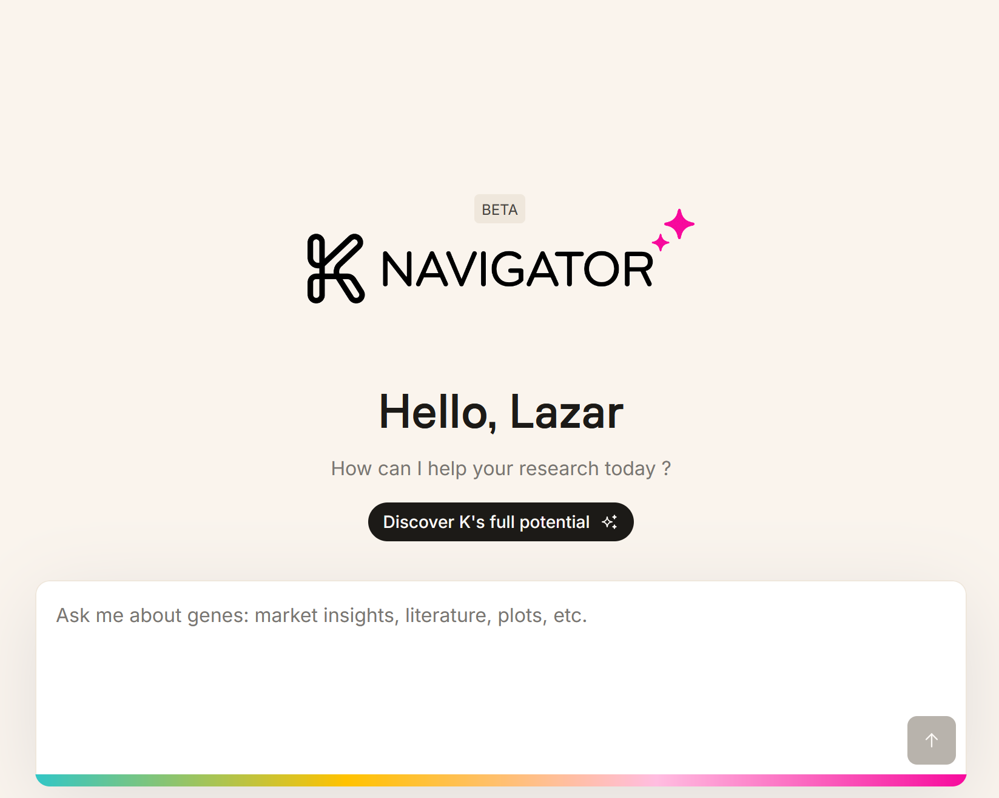 BETA
K NAVIGATOR
Hello, Lazar
How can I help your research today ?
Discover K's full potential
Ask me about genes: market insights, literature, plots, etc.